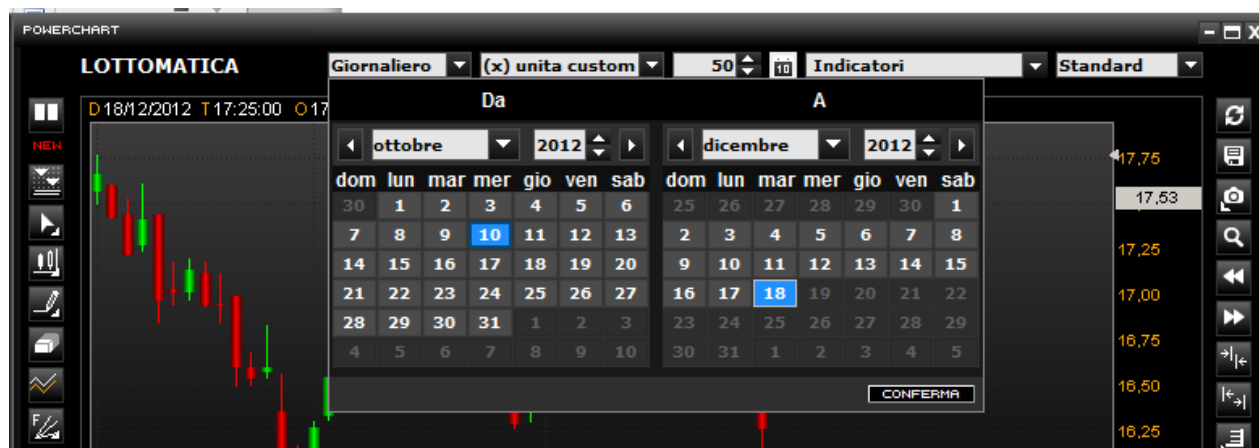 POWERCHART
LOTTOMATICA Giornaliero (x) unita custom 50 10 Indicatori Standard
D 18/12/2012 T 17:25:00 O 17
Da A
NEW
ottobre 2012 dicembre 2012
17,75
dom lun mar mer gio ven sab dom lun mar mer gio ven sab
30 1 2 3 4 5 6 25 26 27 28 29 30 1
17,53
7 8 9 10 11 12 13 2 3 4 5 6 7 8
17,25
14 15 16 17 18 19 20 9 10 11 12 13 14 15
21 22 23 24 25 26 27 16 17 18 19 20 21 22
17,00
28 29 30 31 1 2 3 23 24 25 26 27 28 29
16,75
4 5 6 7 8 9 10 30 31 1 2 3 4 5
16,50
CONFERMA
F
16,25